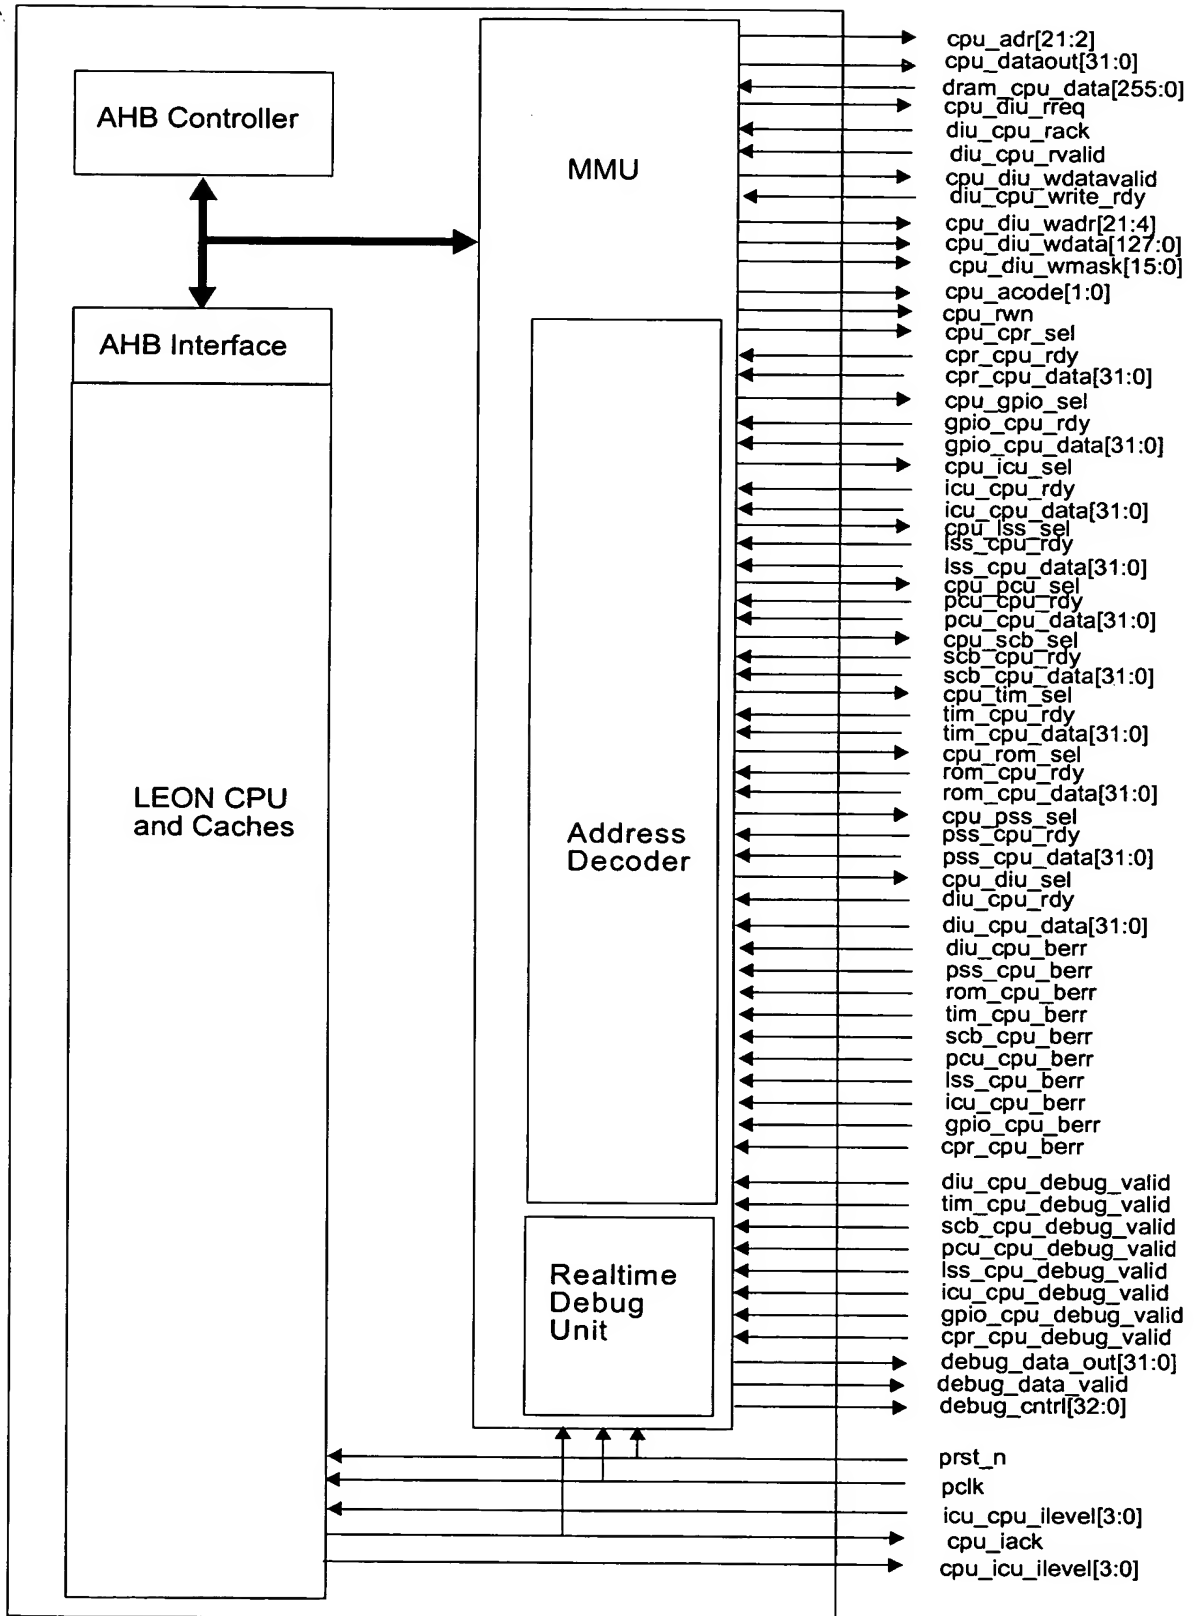 AHB Controller
AHB Interface
LEON CPU
and Caches
MMU
Address
Decoder
Realtime
Debug
Unit
cpu_adr[21:2]
cpu_dataout[31:0]
dram_cpu_data[255:0]
cpu_diu_rreq
diu_cpu_rack
diu_cpu_rvalid
cpu_diu_wdatavalid
diu_cpu_write_rdy
cpu_diu_wadr[21:4]
cpu_diu_wdata[127:0]
cpu_diu_wmask[15:0]
cpu_acode[1:0]
cpu_rwn
cpu_cpr_sel
cpr_cpu_rdy
cpr_cpu_data[31:0]
cpu_gpio_sel
gpio_cpu_rdy
gpio_cpu_data[31:0]
cpu_icu_sel
icu_cpu_rdy
icu_cpu_data[31:0]
cpu_lss_sel
lss_cpu_rdy
lss_cpu_data[31:0]
cpu_pcu_sel
pcu_cpu_rdy
pcu_cpu_data[31:0]
cpu_scb_sel
scb_cpu_rdy
scb_cpu_data[31:0]
cpu_tim_sel
tim_cpu_rdy
tim_cpu_data[31:0]
cpu_rom_sel
rom_cpu_rdy
rom_cpu_data[31:0]
cpu_pss_sel
pss_cpu_rdy
pss_cpu_data[31:0]
cpu_diu_sel
diu_cpu_rdy
diu_cpu_data[31:0]
diu_cpu_berr
pss_cpu_berr
rom_cpu_berr
tim_cpu_berr
scb_cpu_berr
pcu_cpu_berr
lss_cpu_berr
icu_cpu_berr
gpio_cpu_berr
cpr_cpu_berr
diu_cpu_debug_valid
tim_cpu_debug_valid
scb_cpu_debug_valid
pcu_cpu_debug_valid
lss_cpu_debug_valid
icu_cpu_debug_valid
gpio_cpu_debug_valid
cpr_cpu_debug_valid
debug_data_out[31:0]
debug_data_valid
debug_cntrl[32:0]
prst_n
pclk
icu_cpu_ilevel[3:0]
cpu_iack
cpu_icu_ilevel[3:0]